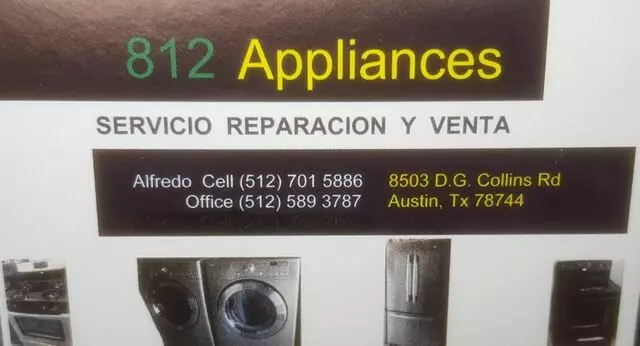 812 Appliances
SERVICIO REPARACION Y VENTA
Alfredo Cell (512) 701 5886
Office (512) 589 3787
8503 D.G. Collins Rd
Austin, Tx 78744